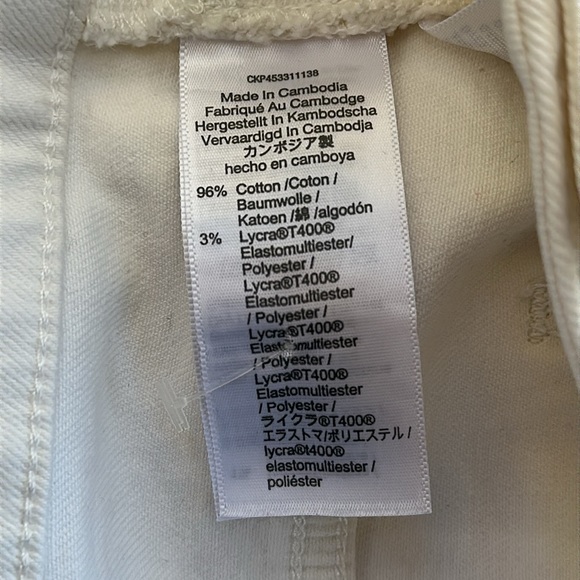 CKP453311138
Made In Cambodia
Fabriqué Au Cambodge
Hergestellt In Kambodscha
Vervaardigd In Cambodja
カンボジア製
hecho en camboya
96% Cotton /Coton /
Baumwolle /
Katoen /綿 /algodón
3% Lycra®T400®
Elastomultiester/
Polyester /
Lycra®T400®
Elastomultiester
/ Polyester /
Lycra®T400®
Elastomultiester
/ Polyester /
Lycra®T400®
Elastomultiester
/ Polyester /
ライクラ®T400®
エラストマ/ポリエステル /
lycra®t400®
elastomultiester /
poliéster